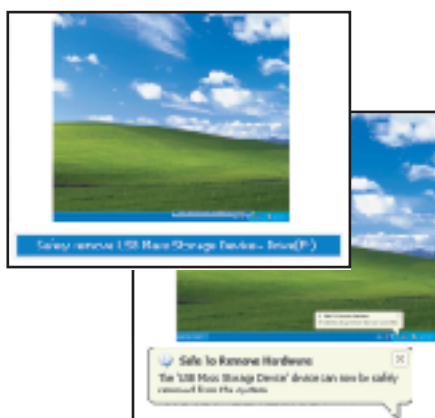 Safely remove USB Mass Storage Device - Drive(F:)
Safe To Remove Hardware
The 'USB Mass Storage Device' device can now be safely
removed from the system.